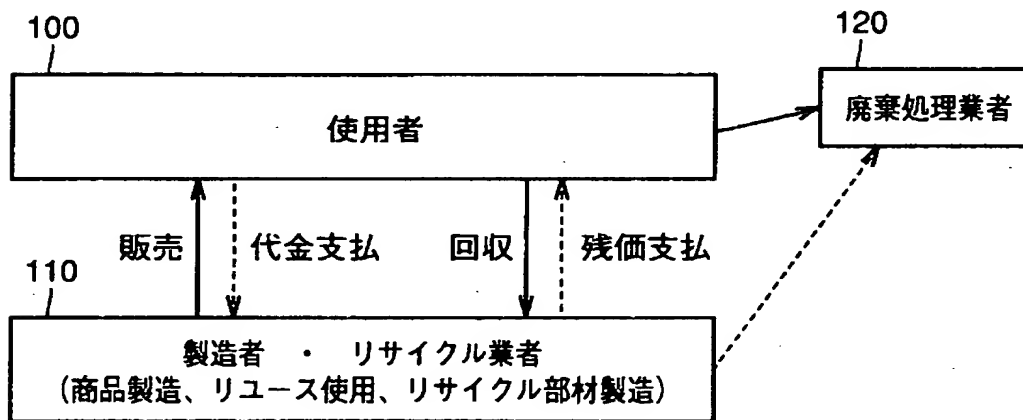 100
120
使用者
廃棄処理業者
販売
代金支払
回収
残価支払
110
製造者 ・ リサイクル業者
(商品製造、リユース使用、リサイクル部材製造)